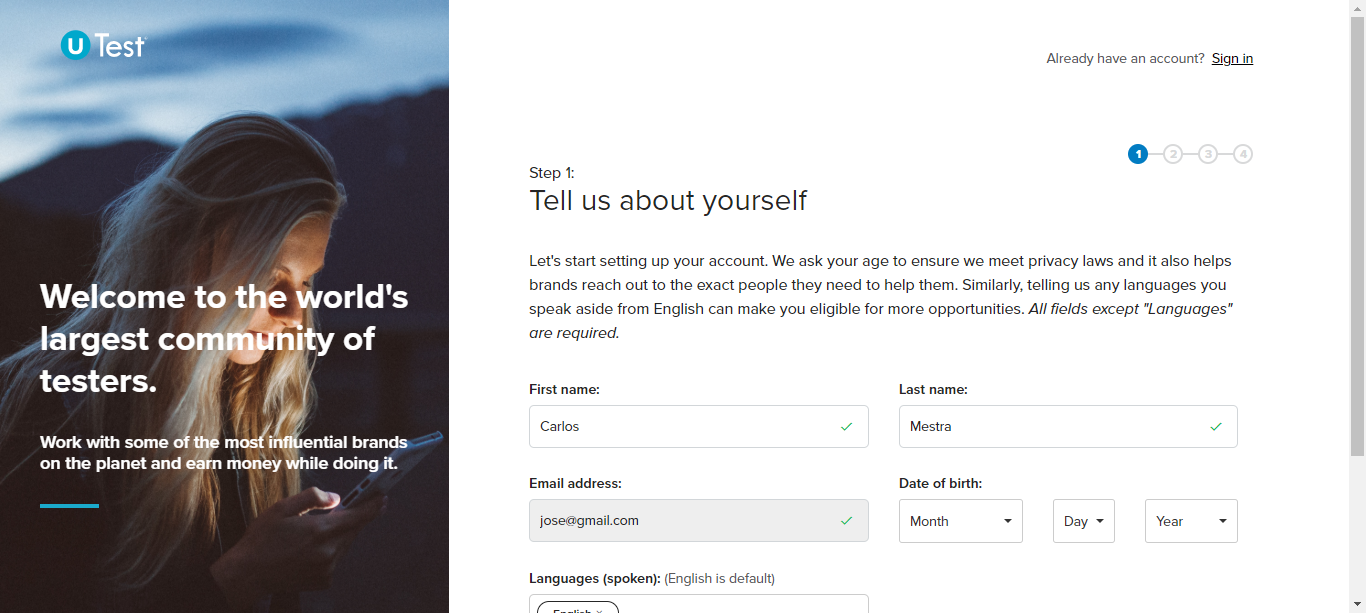 uTest
Already have an account? Sign in
1 2 3 4
Step 1:
Tell us about yourself
Let's start setting up your account. We ask your age to ensure we meet privacy laws and it also helps
brands reach out to the exact people they need to help them. Similarly, telling us any languages you
speak aside from English can make you eligible for more opportunities. All fields except "Languages"
are required.
Welcome to the world's
largest community of
testers.
Work with some of the most influential brands
on the planet and earn money while doing it.
First name:
Carlos
Last name:
Mestra
Email address:
jose@gmail.com
Date of birth:
Month
Day
Year
Languages (spoken): (English is default)
English ×